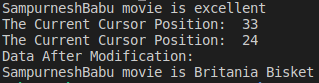 SampurneshBabu movie is excellent
The Current Cursor Position:  33
The Current Cursor Position:  24
Data After Modification:
SampurneshBabu movie is Britania Bisket